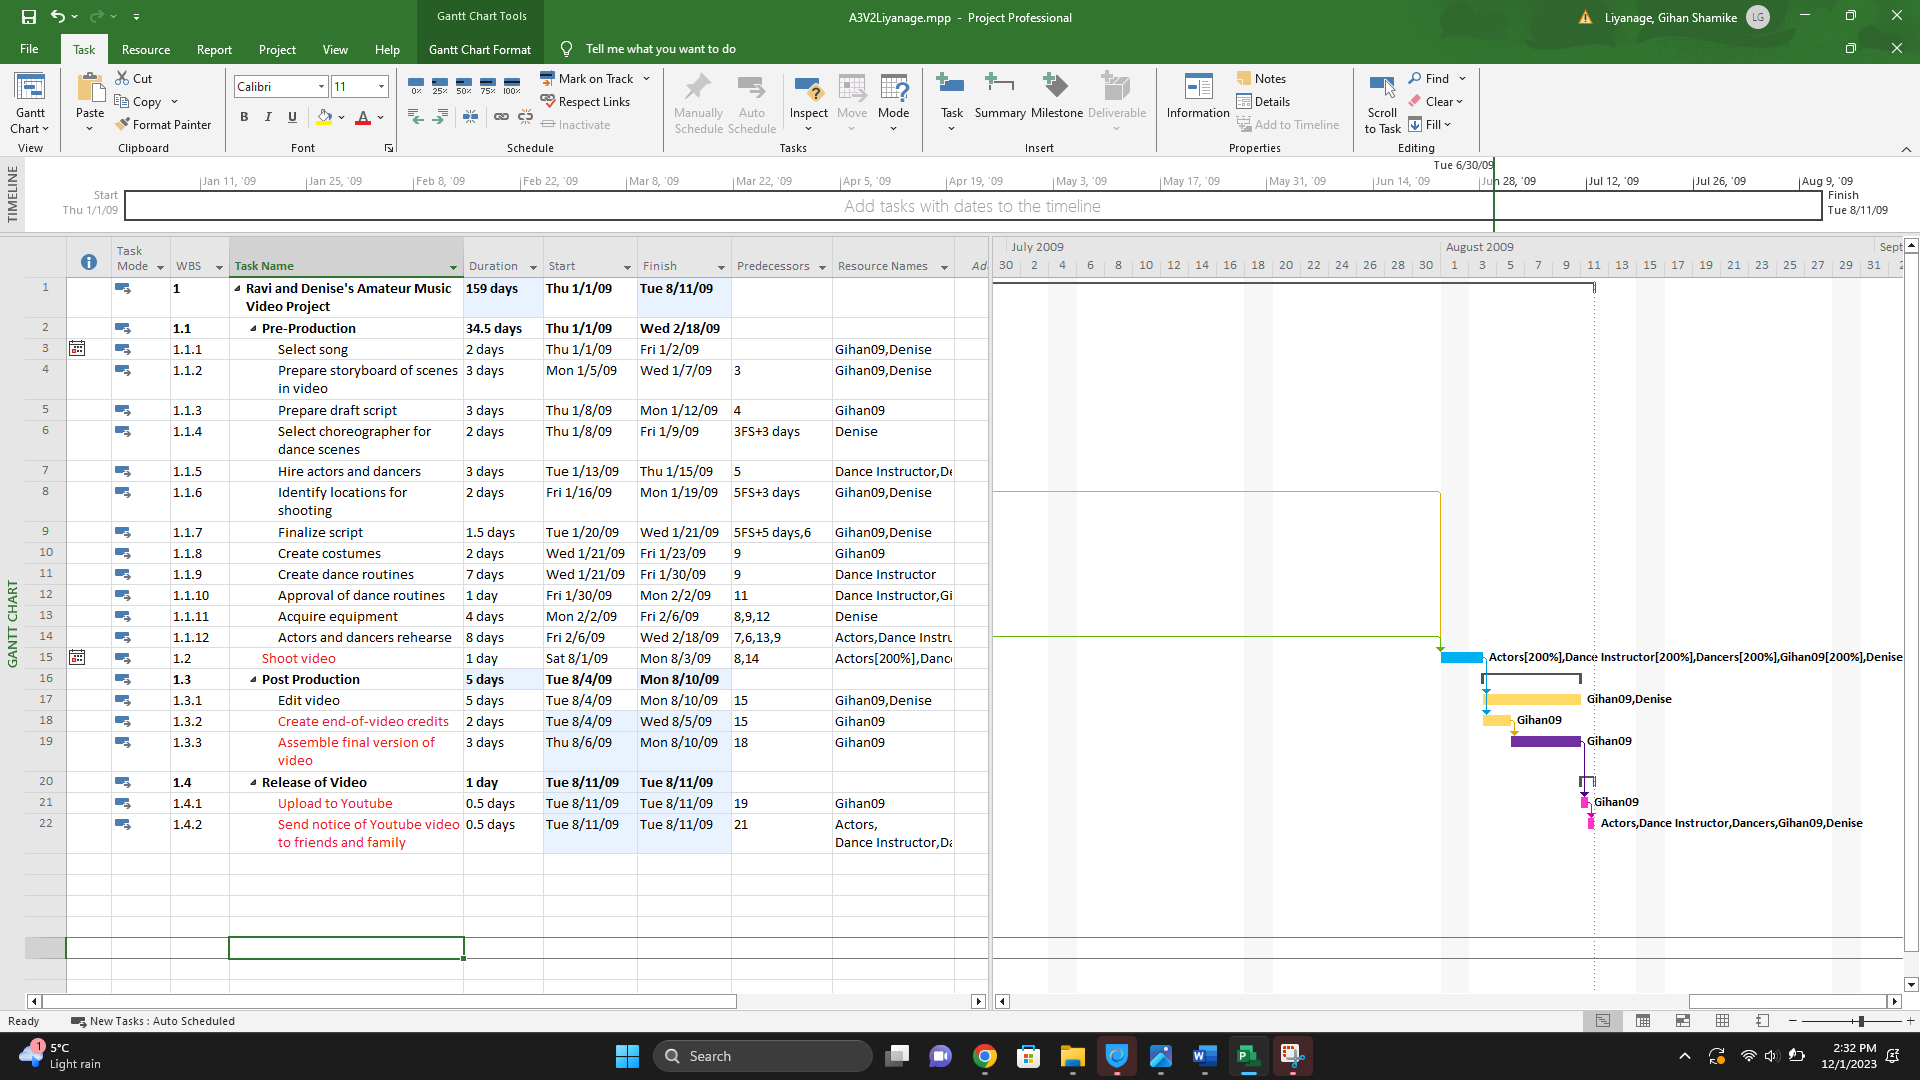 Gantt Chart Tools
A3V2Liyanage.mpp - Project Professional
Liyanage, Gihan Shamike LG
File Task Resource Report Project View Help Gantt Chart Format Tell me what you want to do
Gantt Chart
View
Paste
Cut
Copy
Format Painter
Clipboard
Calibri 11
B I U A
Font
0% 25% 50% 75% 100%
Mark on Track
Respect Links
Inactivate
Schedule
Manually Schedule
Auto Schedule
Inspect
Move
Mode
Tasks
Task
Summary
Milestone
Deliverable
Insert
Information
Notes
Details
Add to Timeline
Properties
Scroll to Task
Find
Clear
Fill
Editing
TIMELINE
Tue 6/30/09
Jan 11, '09 Jan 25, '09 Feb 8, '09 Feb 22, '09 Mar 8, '09 Mar 22, '09 Apr 5, '09 Apr 19, '09 May 3, '09 May 17, '09 May 31, '09 Jun 14, '09 Jun 28, '09 Jul 12, '09 Jul 26, '09 Aug 9, '09
Start
Thu 1/1/09
Add tasks with dates to the timeline
Finish
Tue 8/11/09
GANTT CHART
Task Mode WBS Task Name Duration Start Finish Predecessors Resource Names Ad
1 1 Ravi and Denise's Amateur Music Video Project 159 days Thu 1/1/09 Tue 8/11/09
2 1.1 Pre-Production 34.5 days Thu 1/1/09 Wed 2/18/09
3 1.1.1 Select song 2 days Thu 1/1/09 Fri 1/2/09 Gihan09,Denise
4 1.1.2 Prepare storyboard of scenes in video 3 days Mon 1/5/09 Wed 1/7/09 3 Gihan09,Denise
5 1.1.3 Prepare draft script 3 days Thu 1/8/09 Mon 1/12/09 4 Gihan09
6 1.1.4 Select choreographer for dance scenes 2 days Thu 1/8/09 Fri 1/9/09 3FS+3 days Denise
7 1.1.5 Hire actors and dancers 3 days Tue 1/13/09 Thu 1/15/09 5 Dance Instructor,De
8 1.1.6 Identify locations for shooting 2 days Fri 1/16/09 Mon 1/19/09 5FS+3 days Gihan09,Denise
9 1.1.7 Finalize script 1.5 days Tue 1/20/09 Wed 1/21/09 5FS+5 days,6 Gihan09,Denise
10 1.1.8 Create costumes 2 days Wed 1/21/09 Fri 1/23/09 9 Gihan09
11 1.1.9 Create dance routines 7 days Wed 1/21/09 Fri 1/30/09 9 Dance Instructor
12 1.1.10 Approval of dance routines 1 day Fri 1/30/09 Mon 2/2/09 11 Dance Instructor,Gi
13 1.1.11 Acquire equipment 4 days Mon 2/2/09 Fri 2/6/09 8,9,12 Denise
14 1.1.12 Actors and dancers rehearse 8 days Fri 2/6/09 Wed 2/18/09 7,6,13,9 Actors,Dance Instru
15 1.2 Shoot video 1 day Sat 8/1/09 Mon 8/3/09 8,14 Actors[200%],Danc
16 1.3 Post Production 5 days Tue 8/4/09 Mon 8/10/09
17 1.3.1 Edit video 5 days Tue 8/4/09 Mon 8/10/09 15 Gihan09,Denise
18 1.3.2 Create end-of-video credits 2 days Tue 8/4/09 Wed 8/5/09 15 Gihan09
19 1.3.3 Assemble final version of video 3 days Thu 8/6/09 Mon 8/10/09 18 Gihan09
20 1.4 Release of Video 1 day Tue 8/11/09 Tue 8/11/09
21 1.4.1 Upload to Youtube 0.5 days Tue 8/11/09 Tue 8/11/09 19 Gihan09
22 1.4.2 Send notice of Youtube video to friends and family 0.5 days Tue 8/11/09 Tue 8/11/09 21 Actors, Dance Instructor,Da
July 2009 August 2009 Sept
30 2 4 6 8 10 12 14 16 18 20 22 24 26 28 30 1 3 5 7 9 11 13 15 17 19 21 23 25 27 29 31 2
Actors[200%],Dance Instructor[200%],Dancers[200%],Gihan09[200%],Denise
Gihan09,Denise
Gihan09
Gihan09
Gihan09
Actors,Dance Instructor,Dancers,Gihan09,Denise
Ready New Tasks : Auto Scheduled
1
5°C
Light rain
Search
2:32 PM
12/1/2023